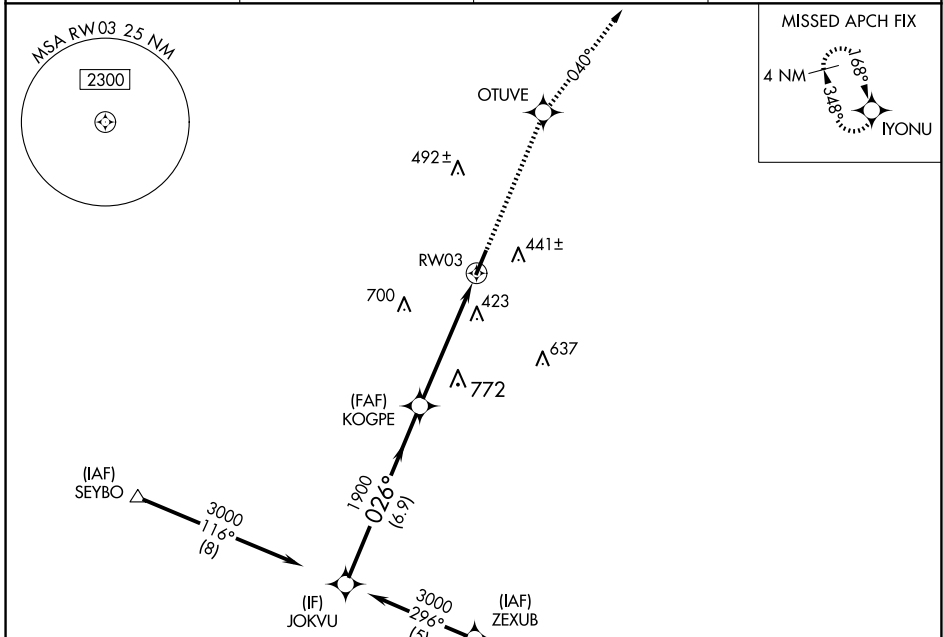 MSA RW03 25 NM
2300
MISSED APCH FIX
4 NM
168°
348°
IYONU
040°
OTUVE
492±
441±
RW03
700
423
637
772
(FAF)
KOGPE
(IAF)
SEYBO
3000
116°
(8)
1900
026°
(6.9)
(IF)
JOKVU
3000
296°
(5)
(IAF)
ZEXUB